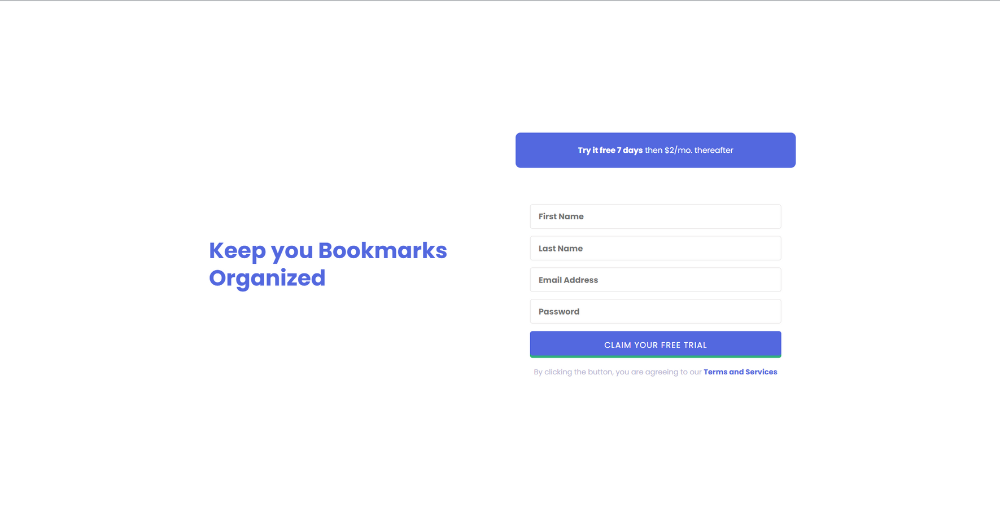 Try it free 7 days then $2/mo. thereafter
Keep you Bookmarks
Organized
First Name
Last Name
Email Address
Password
CLAIM YOUR FREE TRIAL
By clicking the button, you are agreeing to our Terms and Services